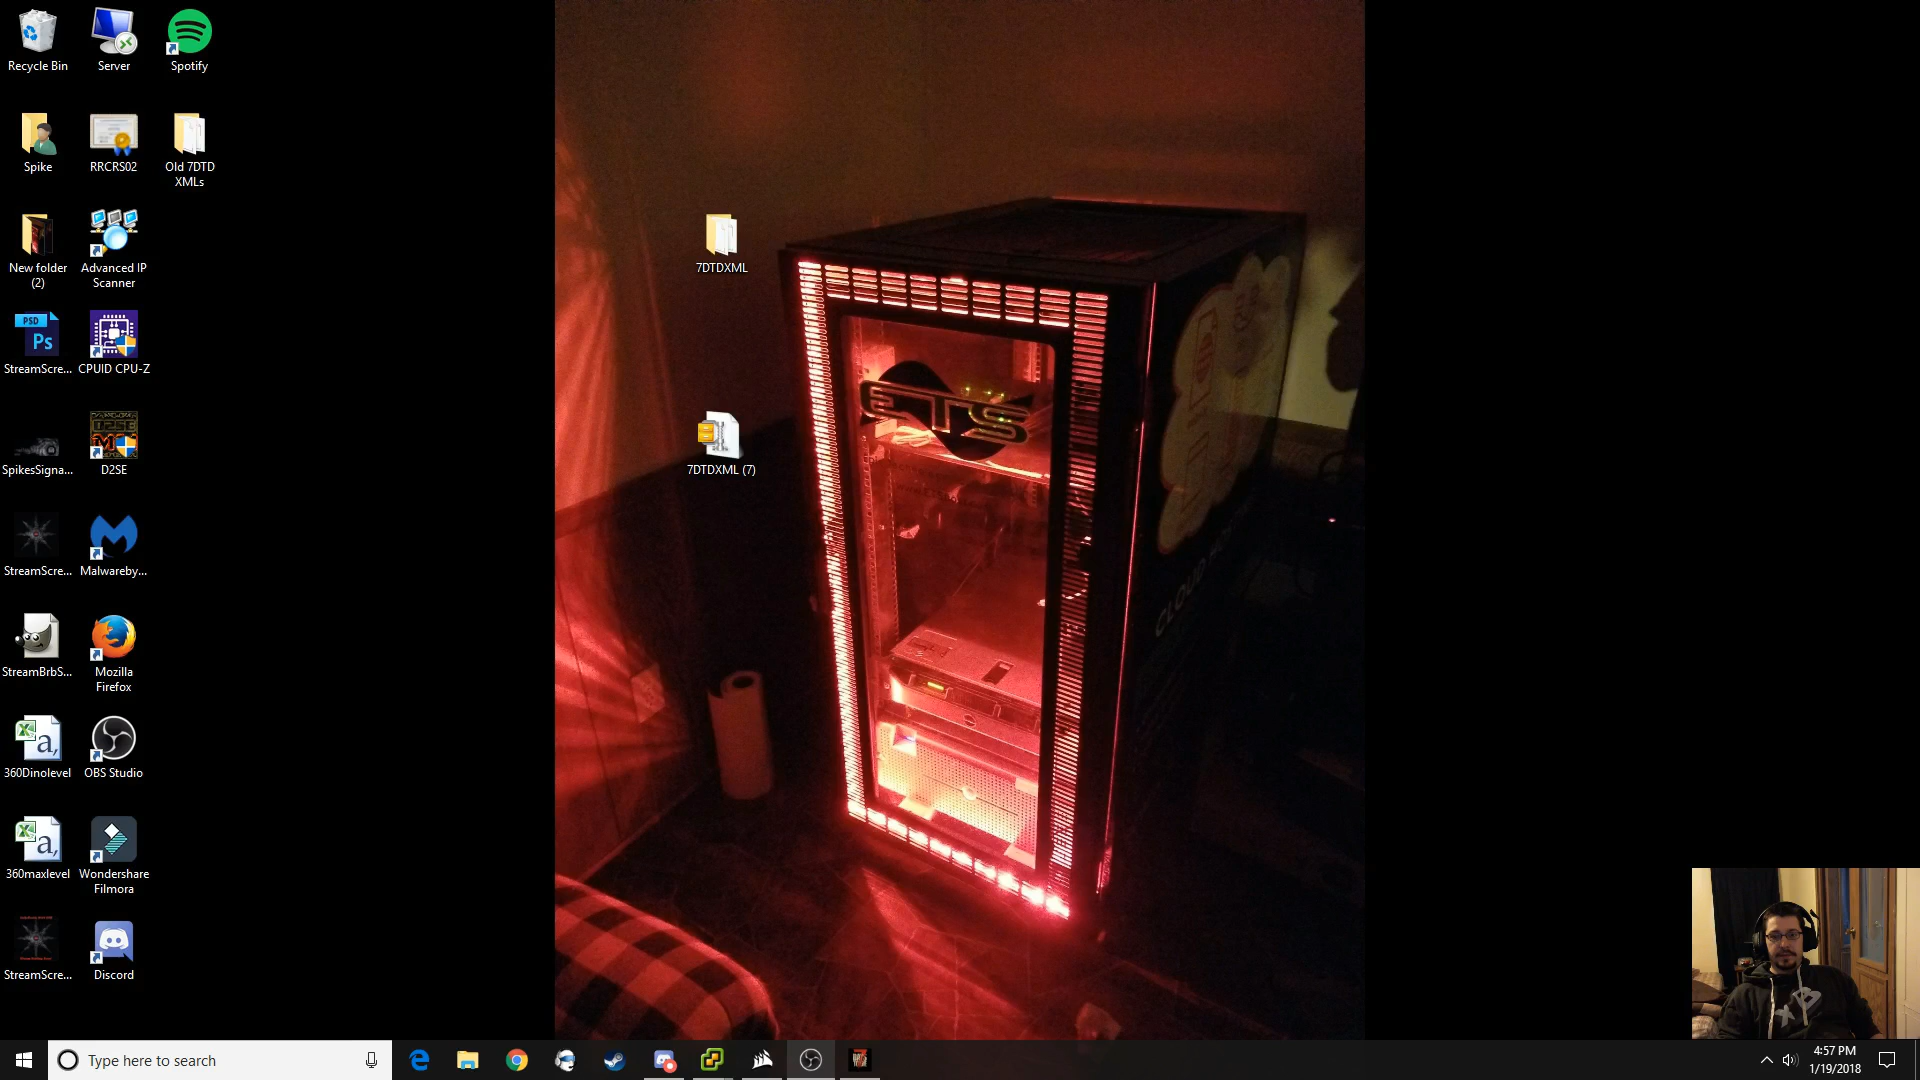 Recycle Bin
Server
Spotify
Spike
RRCRS02
Old 7DTD
XMLs
New folder
(2)
Advanced IP
Scanner
7DTDXML
PSD
Ps
StreamScre...
CPUID CPU-Z
ETS
SpikesSigna...
D2SE
7DTDXML (7)
StreamScre...
Malwareby...
CLOUD
StreamBrbS...
Mozilla
Firefox
a,
360Dinolevel
OBS Studio
a,
360maxlevel
Wondershare
Filmora
StreamScre...
Discord
Type here to search
4:57 PM
1/19/2018